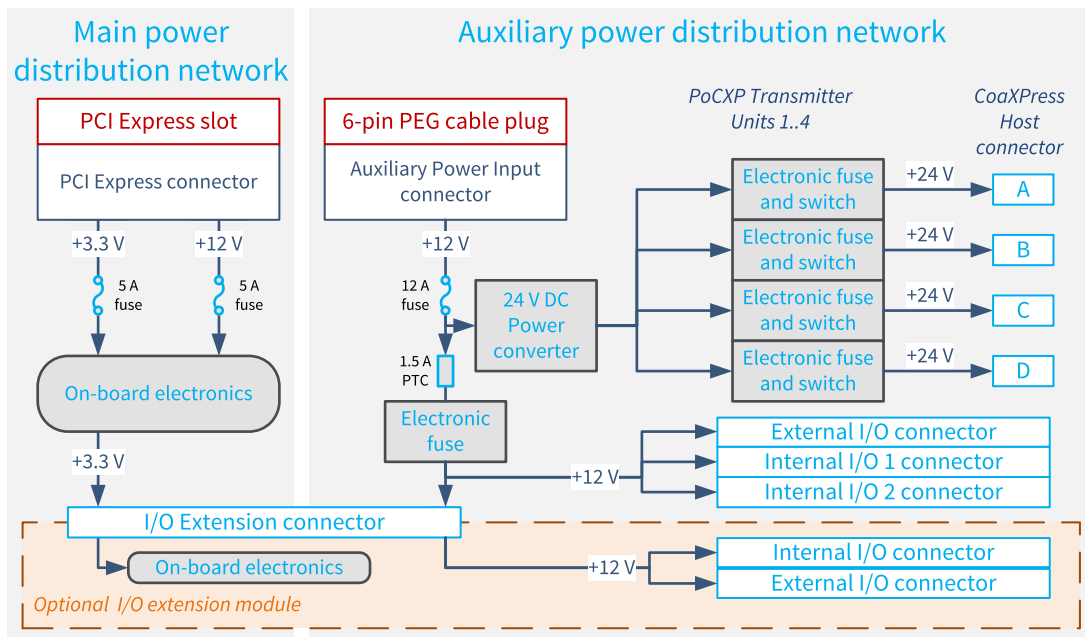 Main power
distribution network
PCI Express slot
PCI Express connector
+3.3 V
+12 V
5 A
fuse
5 A
fuse
On-board electronics
+3.3 V
Auxiliary power distribution network
6-pin PEG cable plug
Auxiliary Power Input
connector
+12 V
12 A
fuse
24 V DC
Power
converter
1.5 A
PTC
Electronic
fuse
PoCXP Transmitter
Units 1..4
CoaXPress
Host
connector
Electronic fuse
and switch
+24 V
A
Electronic fuse
and switch
+24 V
B
Electronic fuse
and switch
+24 V
C
Electronic fuse
and switch
+24 V
D
+12 V
External I/O connector
Internal I/O 1 connector
Internal I/O 2 connector
I/O Extension connector
On-board electronics
+12 V
Internal I/O connector
External I/O connector
Optional I/O extension module